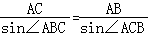 AC/sin∠ABC = AB/sin∠ACB